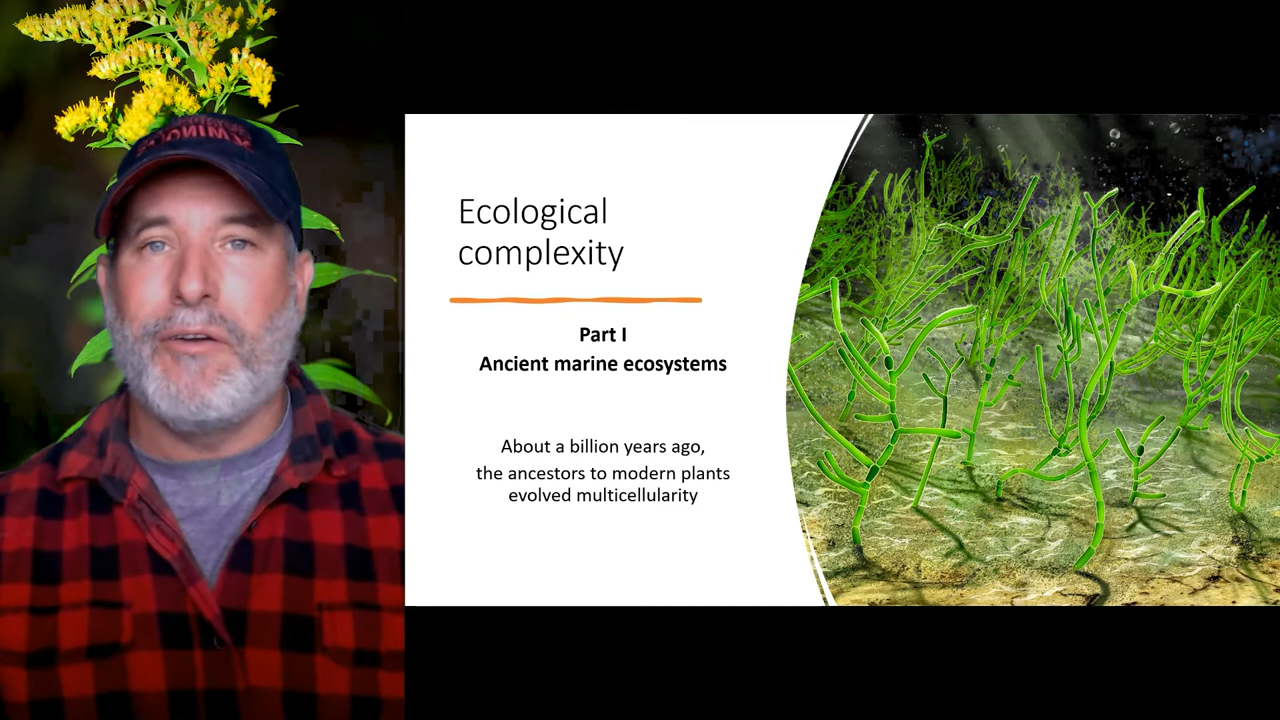 Ecological
complexity
Part I
Ancient marine ecosystems
About a billion years ago,
the ancestors to modern plants
evolved multicellularity